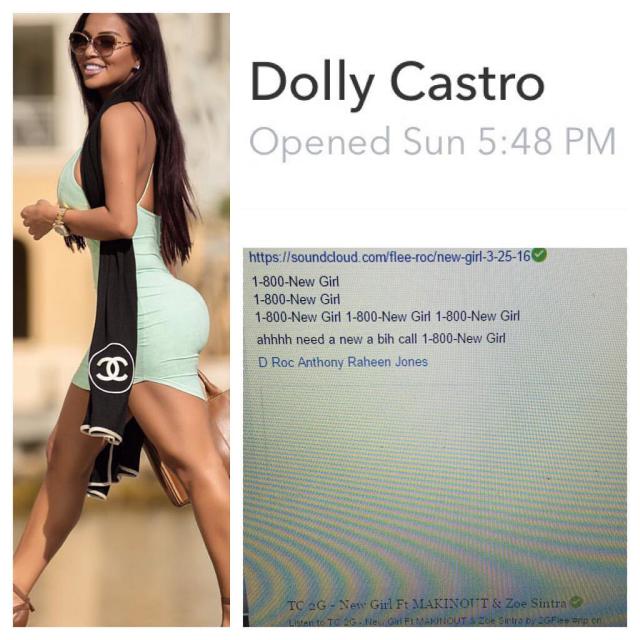 Dolly Castro
Opened Sun 5:48 PM
https://soundcloud.com/flee-roc/new-girl-3-25-16
1-800-New Girl
1-800-New Girl
1-800-New Girl 1-800-New Girl 1-800-New Girl
ahhhh need a new a bih call 1-800-New Girl
D Roc Anthony Raheen Jones
TC 2G - New Girl Ft MAKINOUT & Zoe Sintra
Listen to TC 2G - New Girl Ft MAKINOUT & Zoe Sintra by 2GFlee #np on